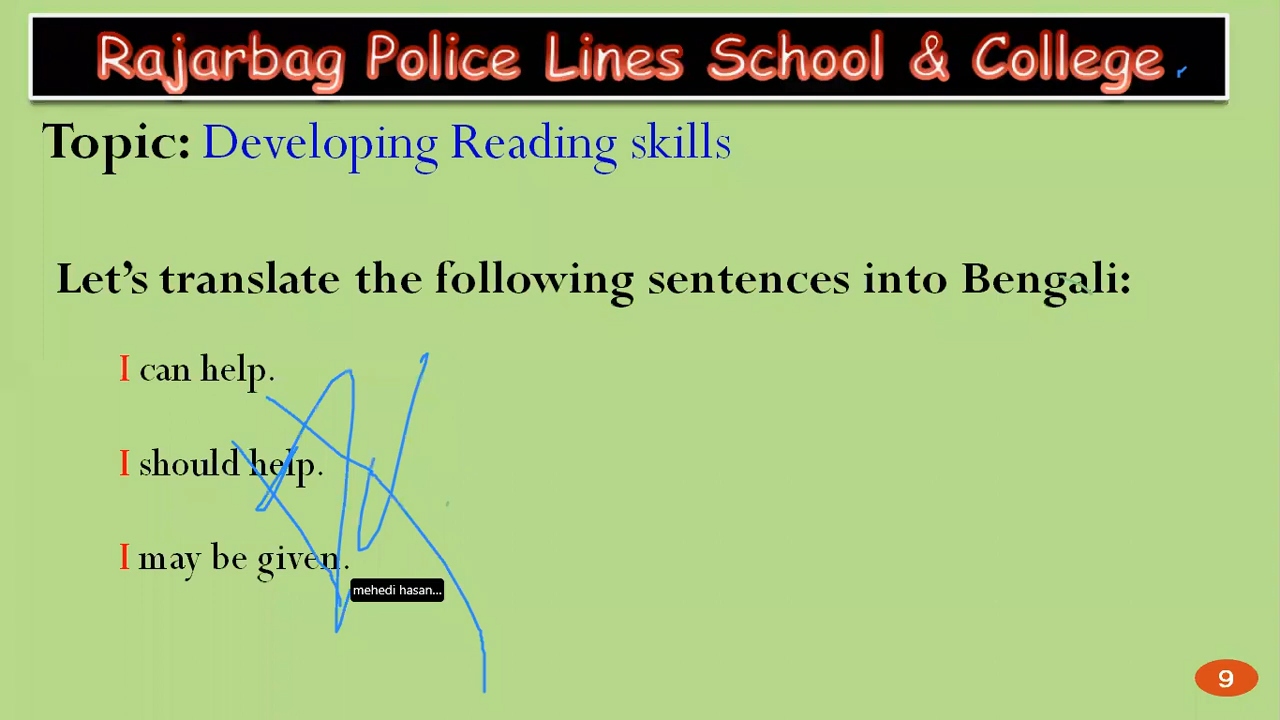 Rajarbag Police Lines School & College
Topic: Developing Reading skills
Let's translate the following sentences into Bengali:
I can help.
I should help.
I may be given.
mehedi hasan...
9